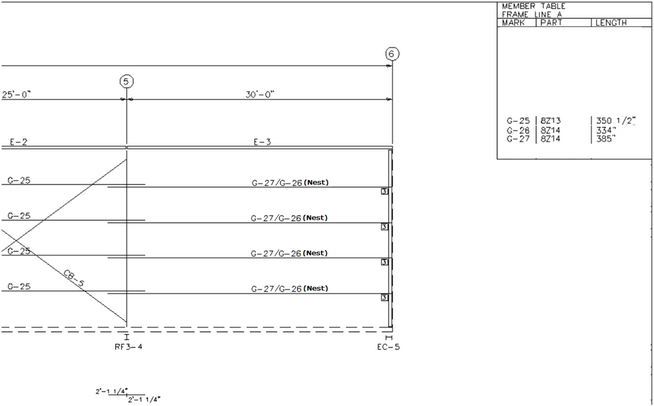 MEMBER TABLE
FRAME LINE A
MARK PART LENGTH
G-25 8Z13 350 1/2"
G-26 8Z14 334"
G-27 8Z14 385"
6
5
25'-0" 30'-0"
E-2 E-3
G-25 G-27/G-26 (Nest)
3
G-25 G-27/G-26 (Nest)
3
G-25 G-27/G-26 (Nest)
3
CB-5
G-25 G-27/G-26 (Nest)
3
RF3-4 EC-5
2'-1 1/4"
2'-1 1/4"